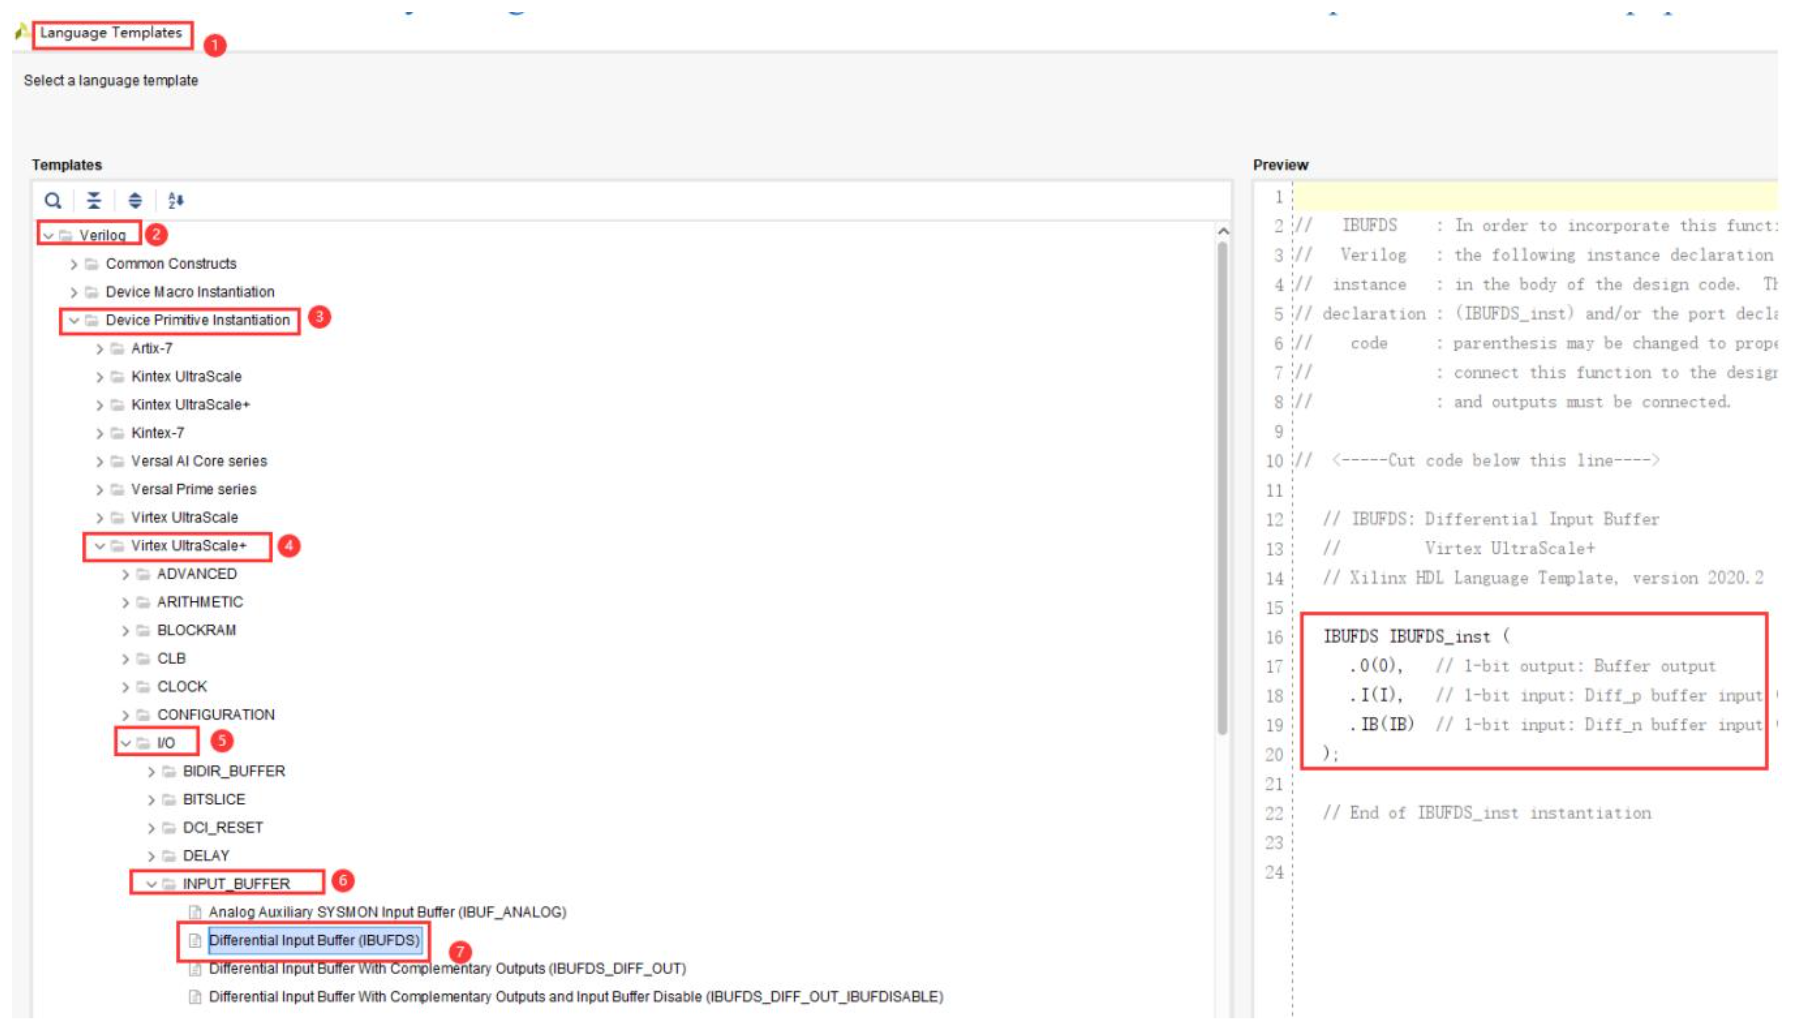 Language Templates
1
Select a language template
Templates
Verilog
2
Common Constructs
Device Macro Instantiation
Device Primitive Instantiation
3
Artix-7
Kintex UltraScale
Kintex UltraScale+
Kintex-7
Versal AI Core series
Versal Prime series
Virtex UltraScale
Virtex UltraScale+
4
ADVANCED
ARITHMETIC
BLOCKRAM
CLB
CLOCK
CONFIGURATION
I/O
5
BIDIR_BUFFER
BITSLICE
DCI_RESET
DELAY
INPUT_BUFFER
6
Analog Auxiliary SYSMON Input Buffer (IBUF_ANALOG)
Differential Input Buffer (IBUFDS)
7
Differential Input Buffer With Complementary Outputs (IBUFDS_DIFF_OUT)
Differential Input Buffer With Complementary Outputs and Input Buffer Disable (IBUFDS_DIFF_OUT_IBUFDISABLE)
Preview
1
2 // IBUFDS : In order to incorporate this funct
3 // Verilog : the following instance declaration
4 // instance : in the body of the design code. Th
5 // declaration : (IBUFDS_inst) and/or the port decla
6 // code : parenthesis may be changed to prope
7 // : connect this function to the design
8 // : and outputs must be connected.
9
10 // <-----Cut code below this line---->
11
12 // IBUFDS: Differential Input Buffer
13 // Virtex UltraScale+
14 // Xilinx HDL Language Template, version 2020.2
15
16 IBUFDS IBUFDS_inst (
17 .O(O), // 1-bit output: Buffer output
18 .I(I), // 1-bit input: Diff_p buffer input
19 .IB(IB) // 1-bit input: Diff_n buffer input
20 );
21
22 // End of IBUFDS_inst instantiation
23
24